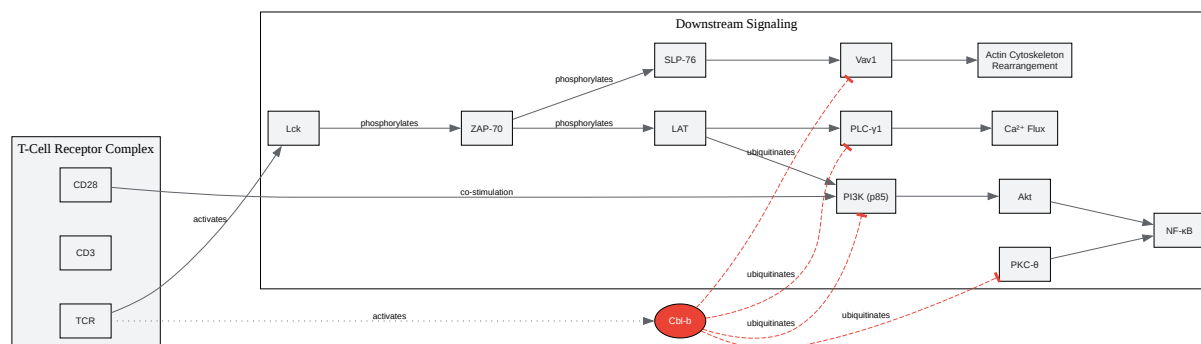 Downstream Signaling
SLP-76
Vav1
Actin Cytoskeleton
Rearrangement
phosphorylates
Lck
phosphorylates
ZAP-70
phosphorylates
LAT
PLC-γ1
Ca²⁺ Flux
T-Cell Receptor Complex
ubiquitinates
CD28
co-stimulation
PI3K (p85)
Akt
activates
NF-κB
CD3
PKC-θ
ubiquitinates
TCR
activates
Cbl-b
ubiquitinates
ubiquitinates